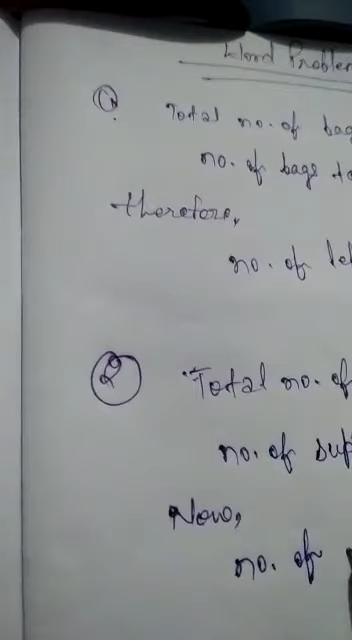 Word Problem
① Total no. of bag
no. of bags
therefore,
no. of
② Total no. of
no. of sup
Now,
no. of